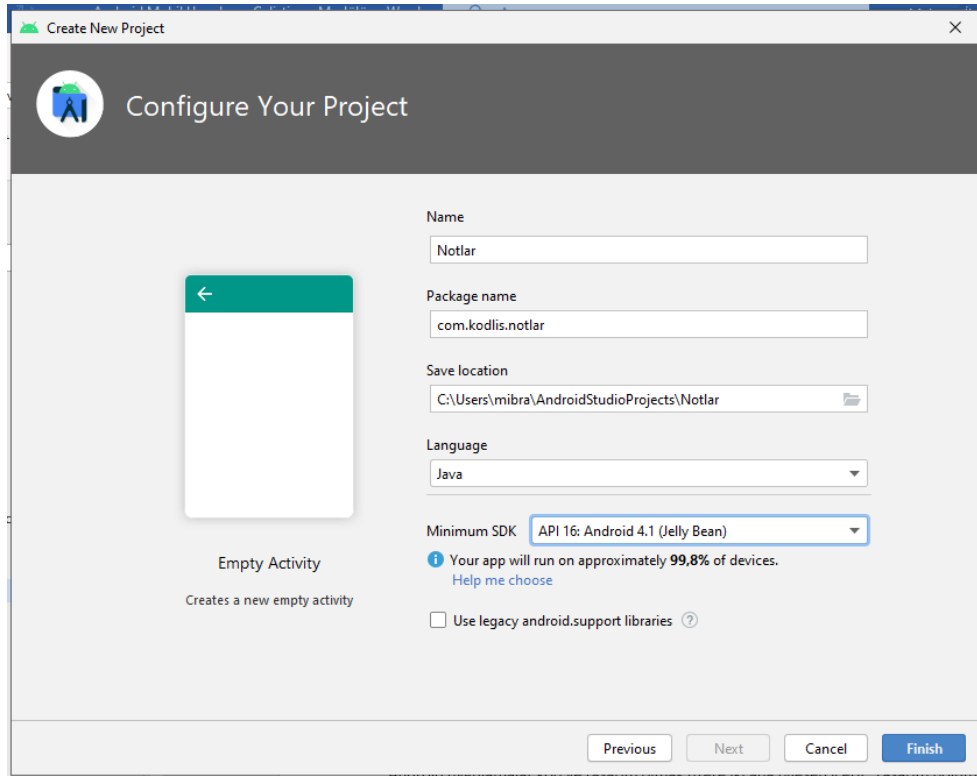 Create New Project
Configure Your Project
Name
Notlar
Package name
com.kodlis.notlar
Save location
C:\Users\mibra\AndroidStudioProjects\Notlar
Language
Java
Minimum SDK API 16: Android 4.1 (Jelly Bean)
Your app will run on approximately 99,8% of devices.
Help me choose
Use legacy android.support libraries ?
Empty Activity
Creates a new empty activity
Previous Next Cancel Finish